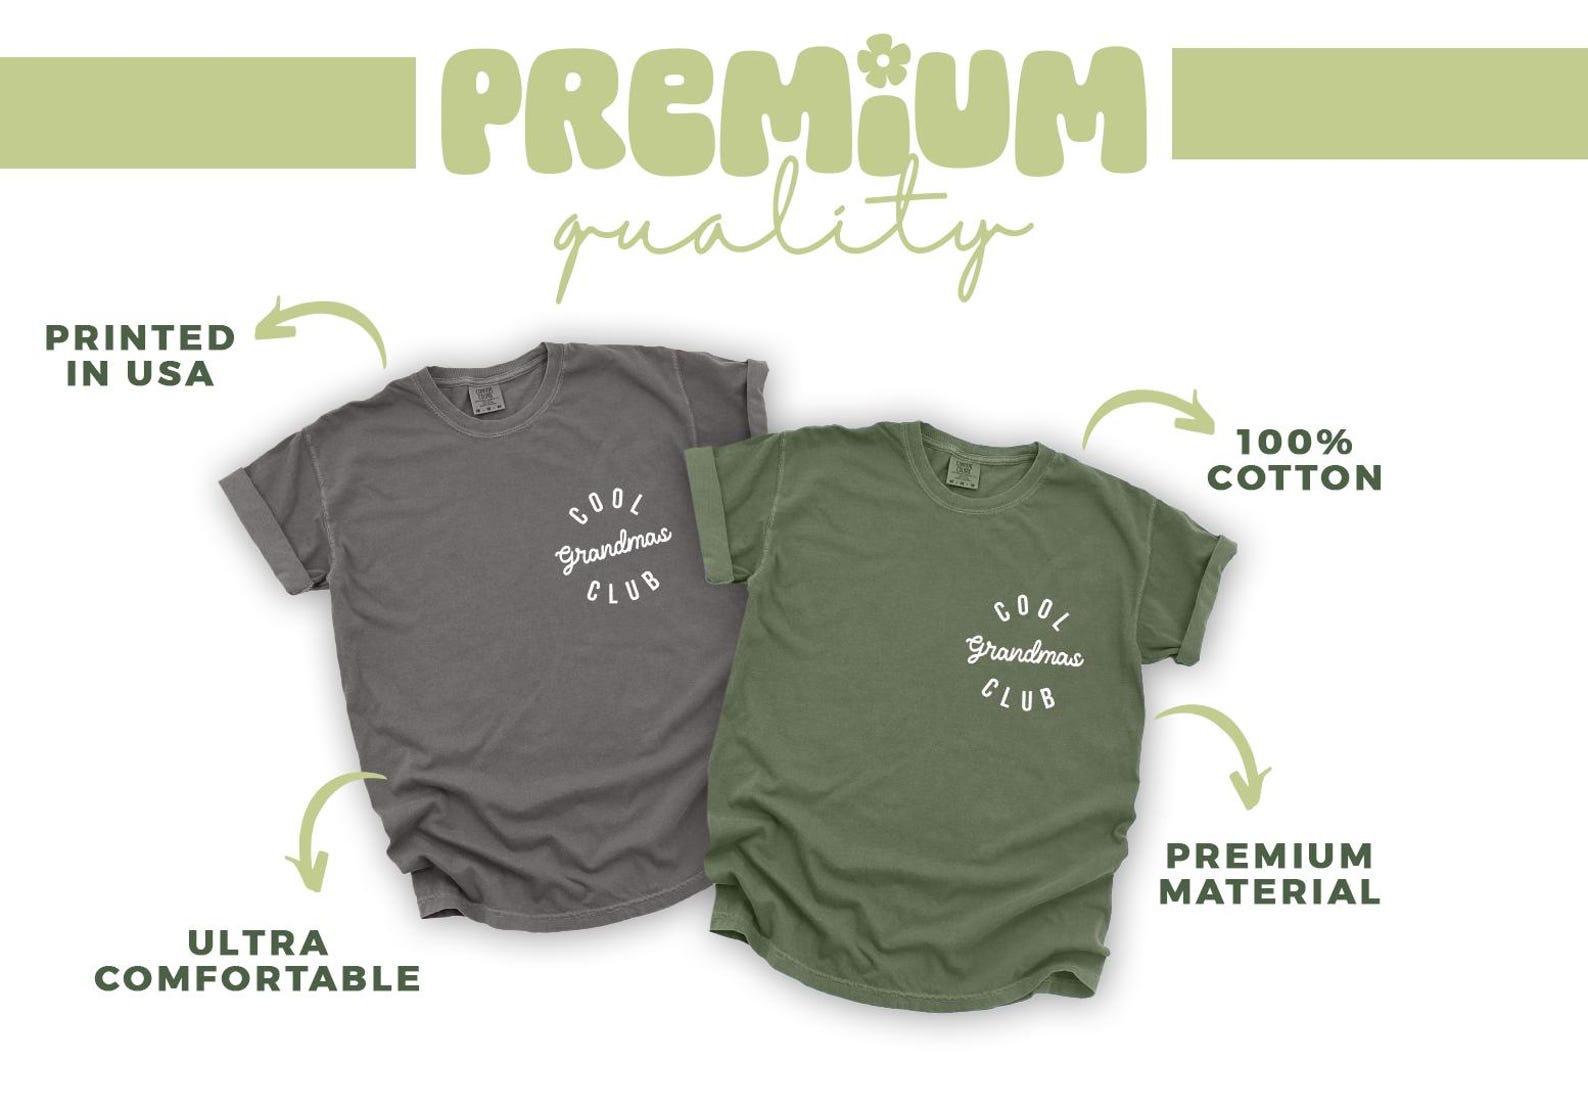 PREMIUM
quality
PRINTED
IN USA
100%
COTTON
COOL
Grandmas
CLUB
COOL
Grandmas
CLUB
PREMIUM
MATERIAL
ULTRA
COMFORTABLE